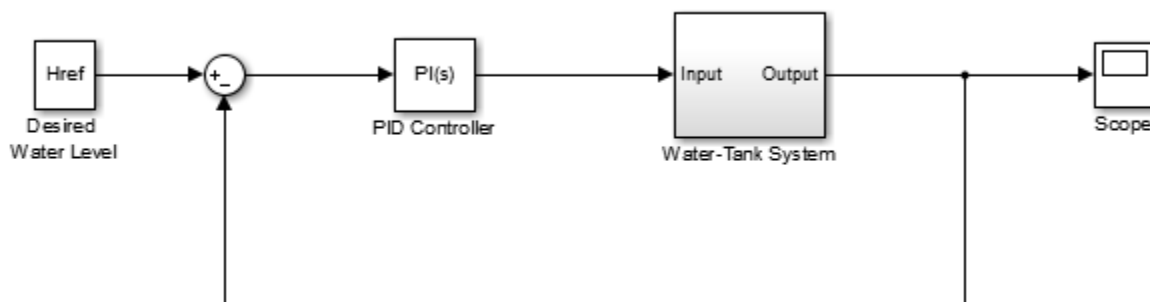 Href
Desired
Water Level
+
−
PI(s)
PID Controller
Input
Output
Water-Tank System
Scope